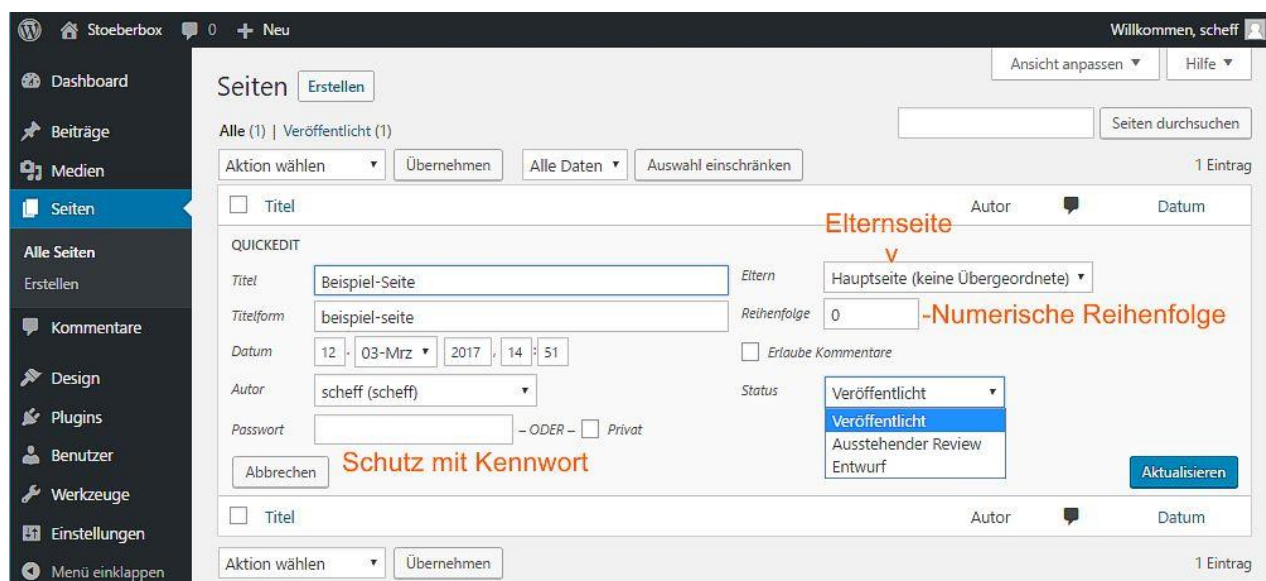 Stoeberbox 0 + Neu Willkommen, scheff
Ansicht anpassen ▼ Hilfe ▼
Dashboard
Beiträge
Medien
Seiten
Alle Seiten
Erstellen
Kommentare
Design
Plugins
Benutzer
Werkzeuge
Einstellungen
Menü einklappen
Seiten Erstellen
Alle (1) | Veröffentlicht (1) Seiten durchsuchen
Aktion wählen Übernehmen Alle Daten Auswahl einschränken 1 Eintrag
Titel Autor Datum
Elternseite
v
QUICKEDIT
Titel Beispiel-Seite
Titelform beispiel-seite
Datum 12 . 03-Mrz 2017 , 14 : 51
Autor scheff (scheff)
Passwort – ODER – Privat
Schutz mit Kennwort
Eltern Hauptseite (keine Übergeordnete)
Reihenfolge 0 -Numerische Reihenfolge
Erlaube Kommentare
Status Veröffentlicht
Veröffentlicht
Ausstehender Review
Entwurf
Abbrechen Aktualisieren
Titel Autor Datum
Aktion wählen Übernehmen 1 Eintrag